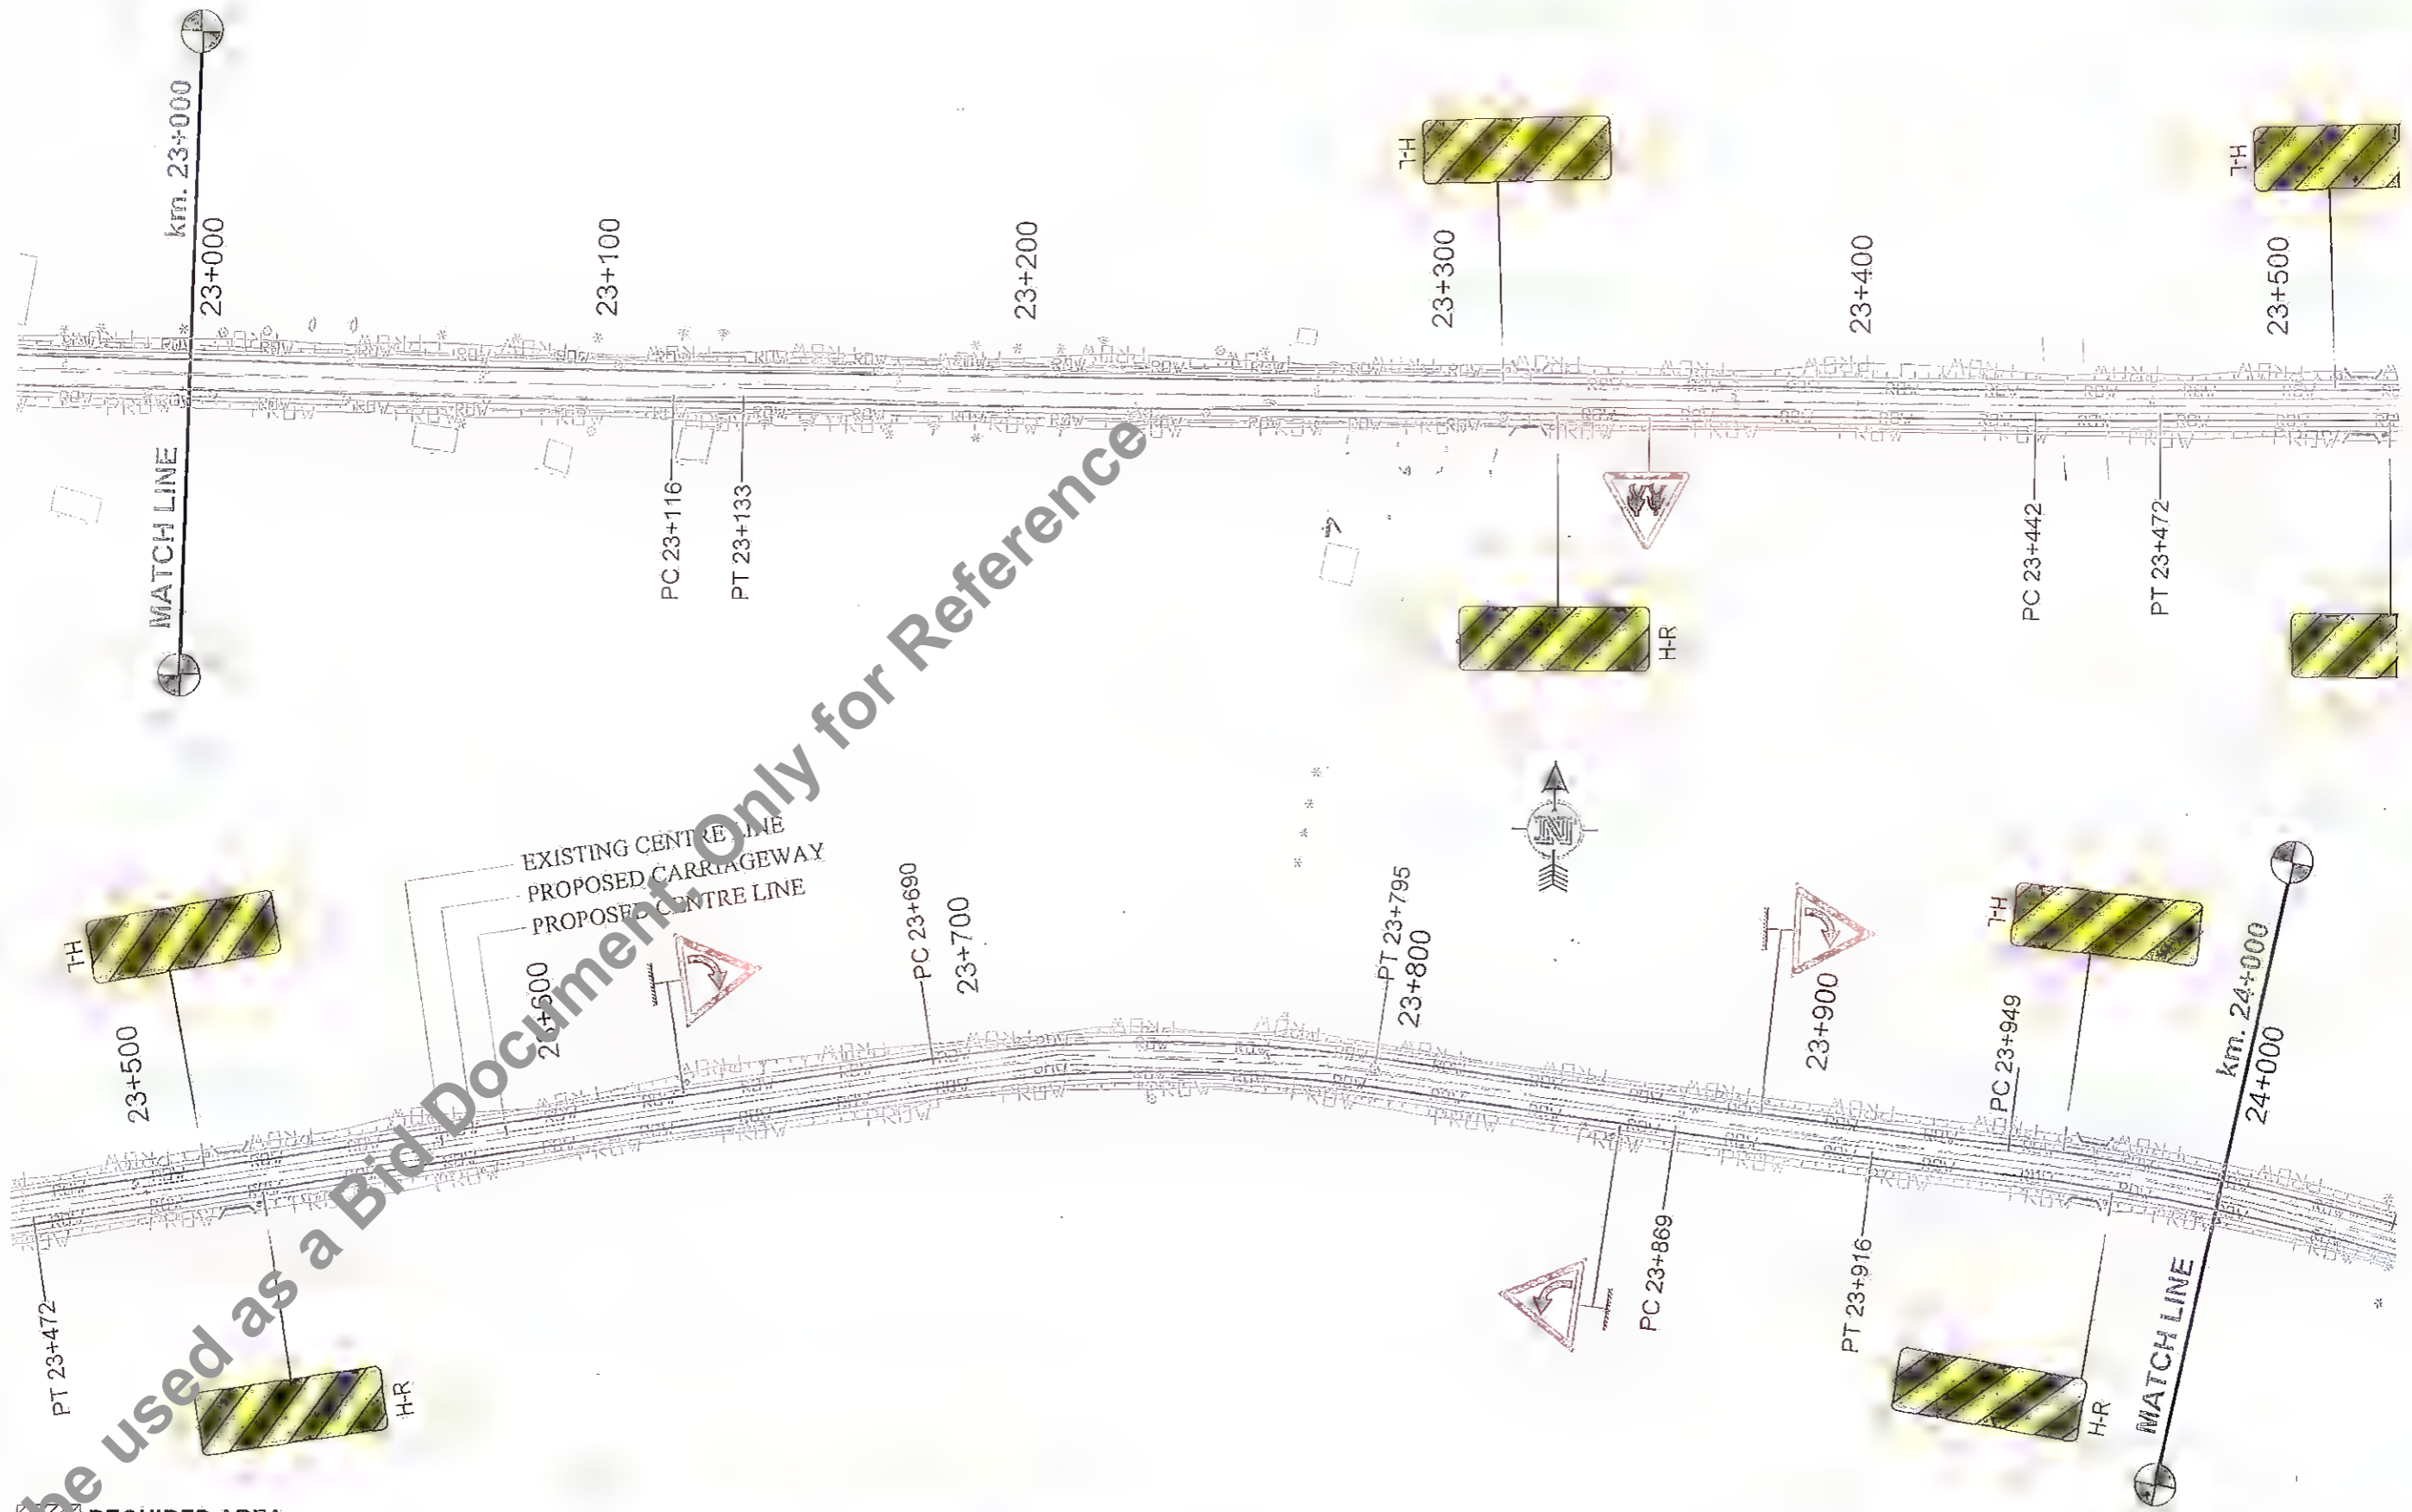 km. 23+000
23+000
23+100
23+200
23+300
23+400
23+500
H-L
H-L
MATCH LINE
PC 23+116
PT 23+133
PC 23+442
PT 23+472
H-R
ROW
PROW
N
EXISTING CENTRE LINE
PROPOSED CARRIAGEWAY
PROPOSED CENTRE LINE
H-L
23+500
23+600
PC 23+690
23+700
PT 23+795
23+800
23+900
H-L
PC 23+949
km. 24+000
24+000
PT 23+472
H-R
PC 23+869
PT 23+916
H-R
MATCH LINE
ROW
PROW
be used as a Bid Document, Only for Reference